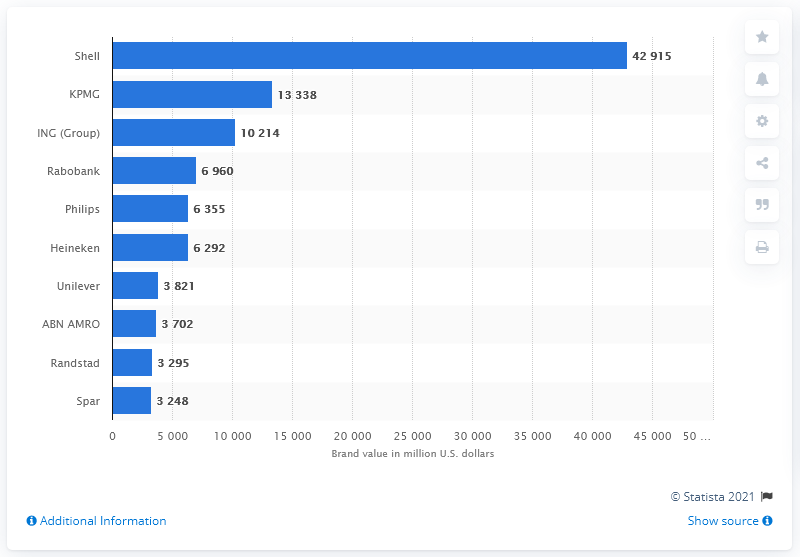 Shell 42 915
KPMG 13 338
ING (Group) 10 214
Rabobank 6 960
Philips 6 355
Heineken 6 292
Unilever 3 821
ABN AMRO 3 702
Randstad 3 295
Spar 3 248
0 5 000 10 000 15 000 20 000 25 000 30 000 35 000 40 000 45 000 50 ...
Brand value in million U.S. dollars
© Statista 2021
Additional Information
Show source